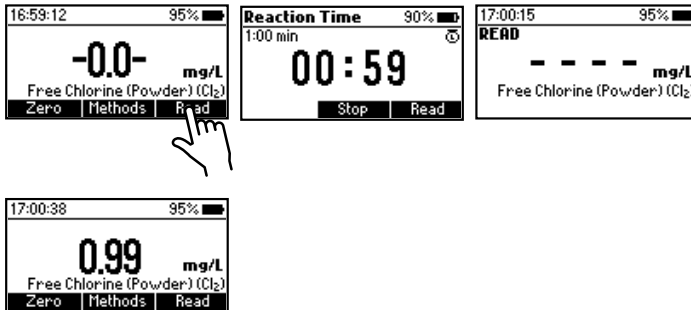 16:59:12 95%
-0.0- mg/L
Free Chlorine (Powder) (Cl₂)
Zero Methods Read
Reaction Time 90%
1:00 min
00:59
Stop Read
17:00:15 95%
READ
- - - - mg/L
Free Chlorine (Powder) (Cl₂)
17:00:38 95%
0.99 mg/L
Free Chlorine (Powder) (Cl₂)
Zero Methods Read